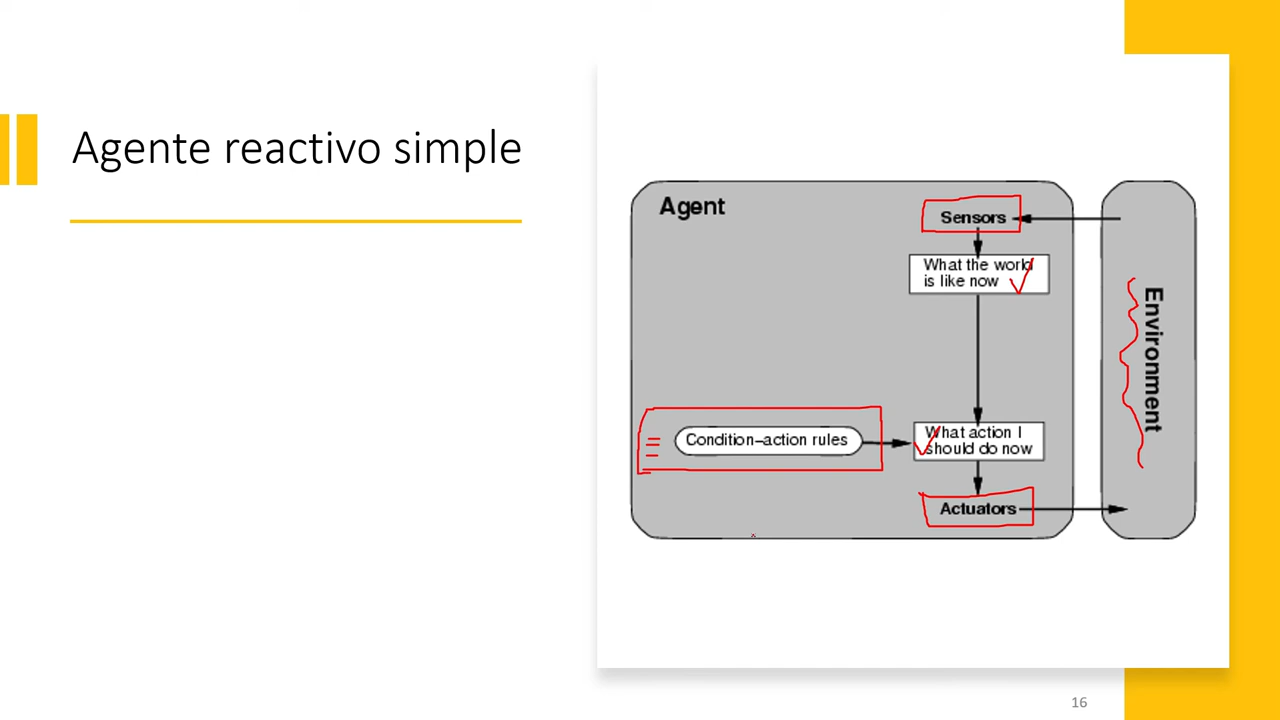 Agente reactivo simple
Agent
Sensors
What the world
is like now
Environment
Condition–action rules
What action I
should do now
Actuators
16